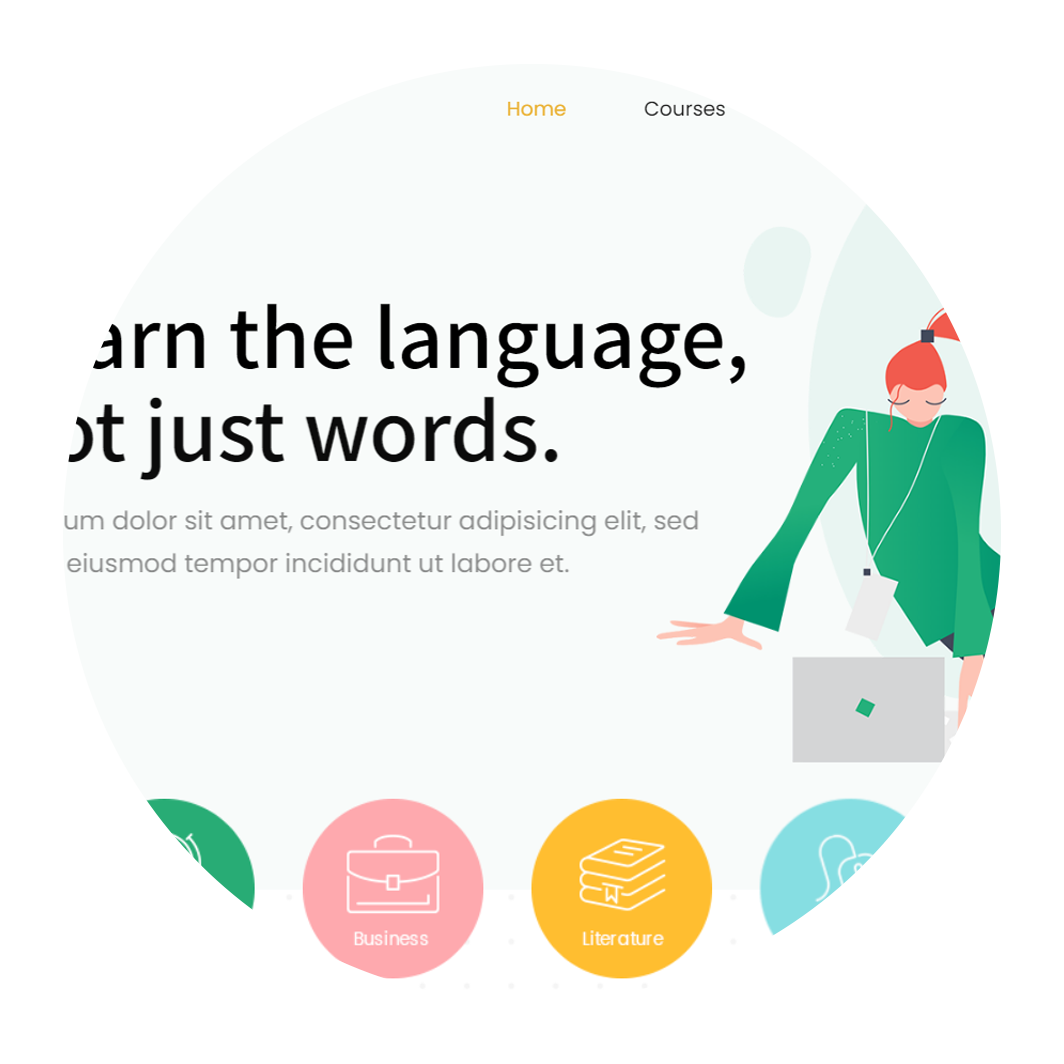 Home Courses
arn the language,
ot just words.
um dolor sit amet, consectetur adipisicing elit, sed
eiusmod tempor incididunt ut labore et.
Business Literature